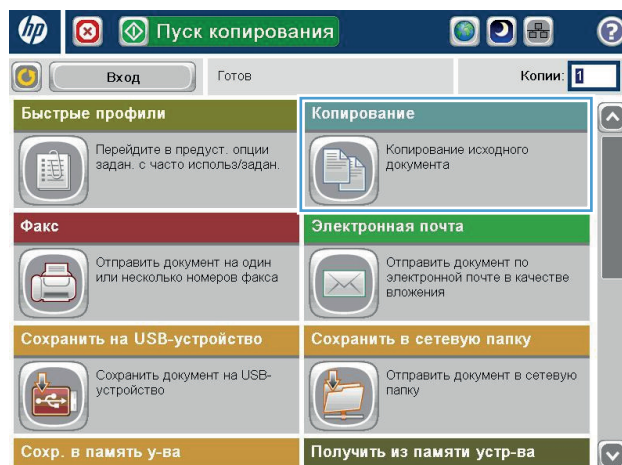 hp
Пуск копирования
?
Вход
Готов
Копии: 1
Быстрые профили
Перейдите в предуст. опции
задан. с часто использ/задан.
Копирование
Копирование исходного
документа
Факс
Отправить документ на один
или несколько номеров факса
Электронная почта
Отправить документ по
электронной почте в качестве
вложения
Сохранить на USB-устройство
Сохранить документ на USB-
устройство
Сохранить в сетевую папку
Отправить документ в сетевую
папку
Сохр. в память у-ва
Получить из памяти устр-ва